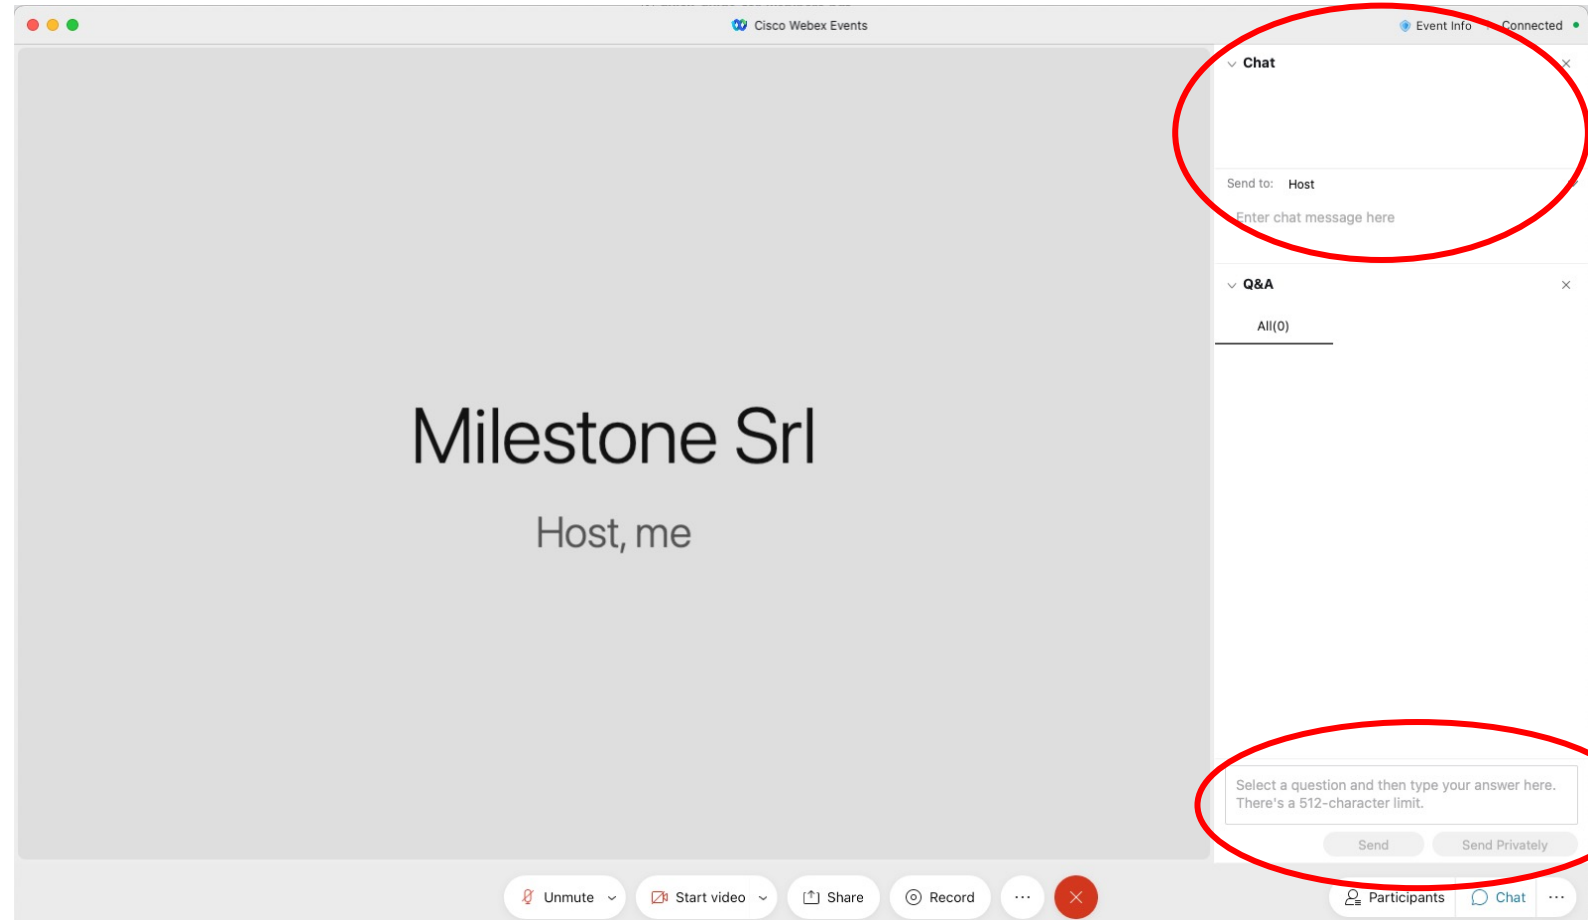 Cisco Webex Events
Event Info
Connected
Chat
Send to: Host
Enter chat message here
Q&A
All(0)
Milestone Srl
Host, me
Select a question and then type your answer here.
There's a 512-character limit.
Send
Send Privately
Unmute
Start video
Share
Record
Participants
Chat